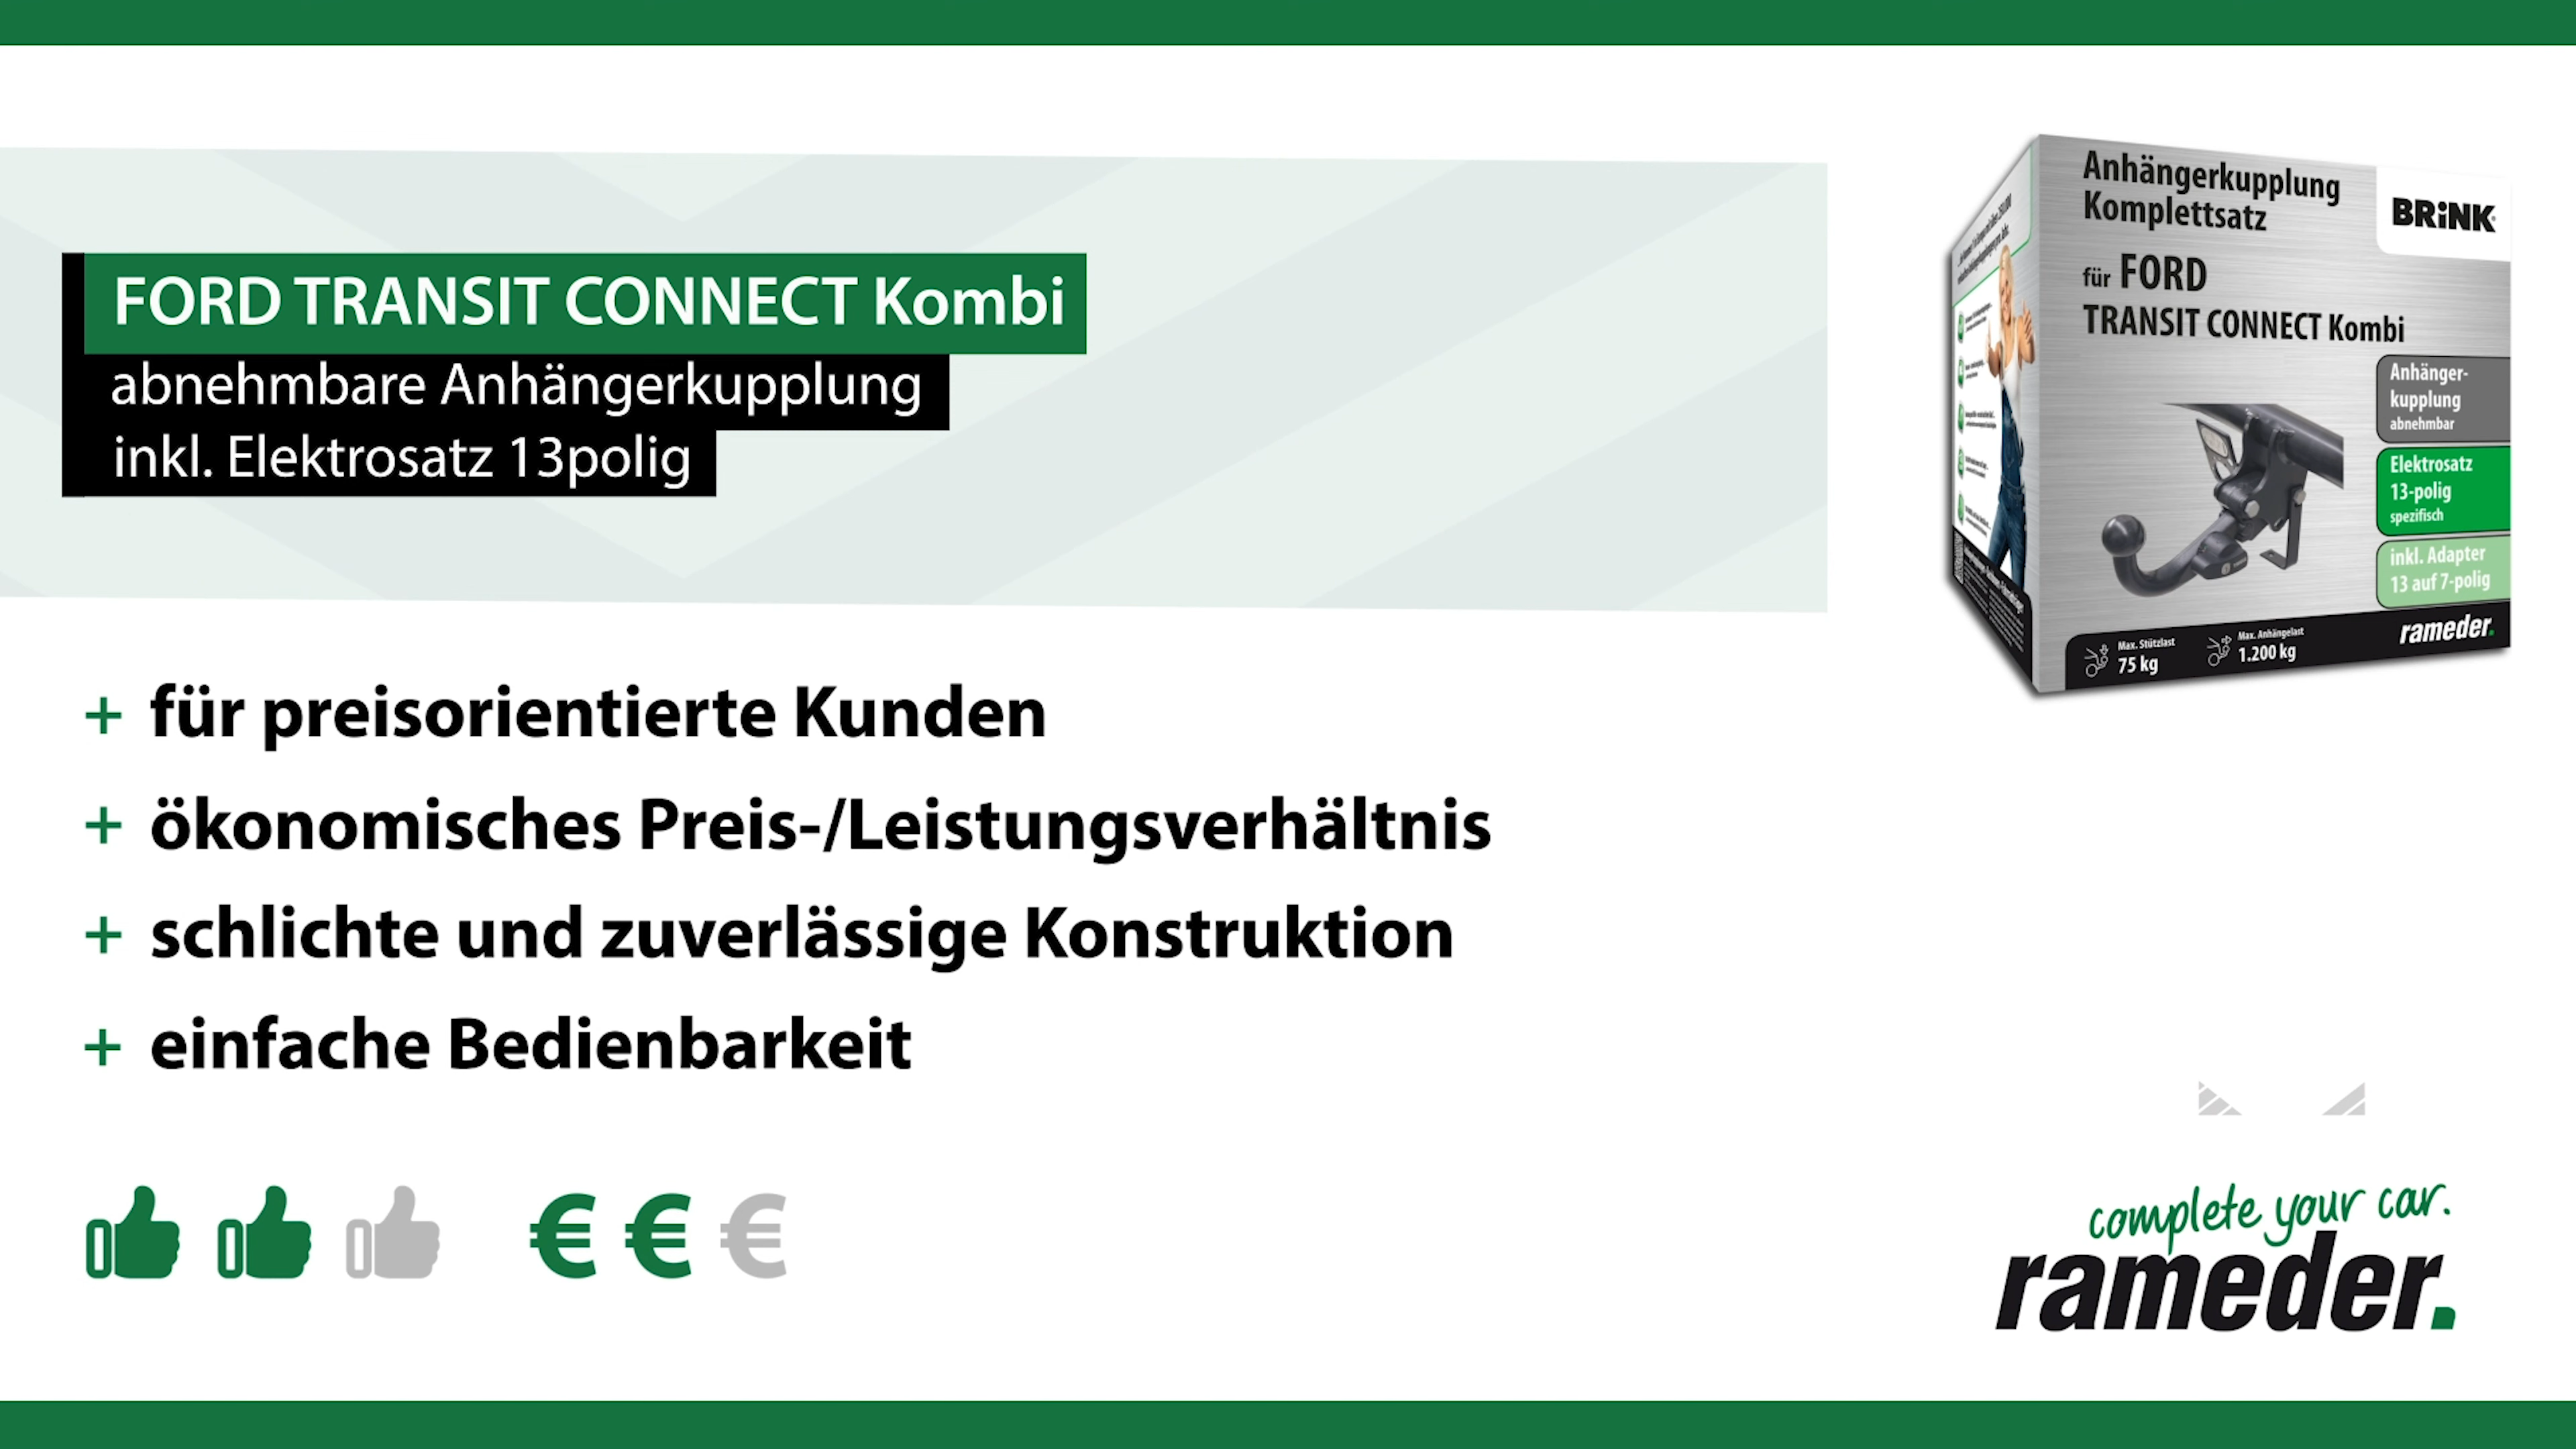 FORD TRANSIT CONNECT Kombi
abnehmbare Anhängerkupplung
inkl. Elektrosatz 13polig
+ für preisorientierte Kunden
+ ökonomisches Preis-/Leistungsverhältnis
+ schlichte und zuverlässige Konstruktion
+ einfache Bedienbarkeit
€ € €
Anhängerkupplung
Komplettsatz
BRiNK
für FORD
TRANSIT CONNECT Kombi
Anhänger-
kupplung
abnehmbar
Elektrosatz
13-polig
spezifisch
inkl. Adapter
13 auf 7-polig
Max. Stützlast
75 kg
Max. Anhängelast
1.200 kg
rameder.
complete your car.
rameder.